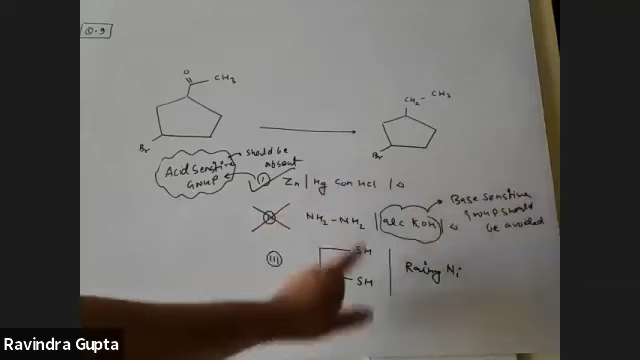 Q.9
O
CH3
Br
CH2- CH3
Br
Acid Sensitive
group
should be
absent
I
Zn | Hg Con HCl | Δ
II
NH2-NH2 | alc KOH | Δ
Base sensitive
group should
be avoided
III
SH
SH
Rainy Ni
Ravindra Gupta